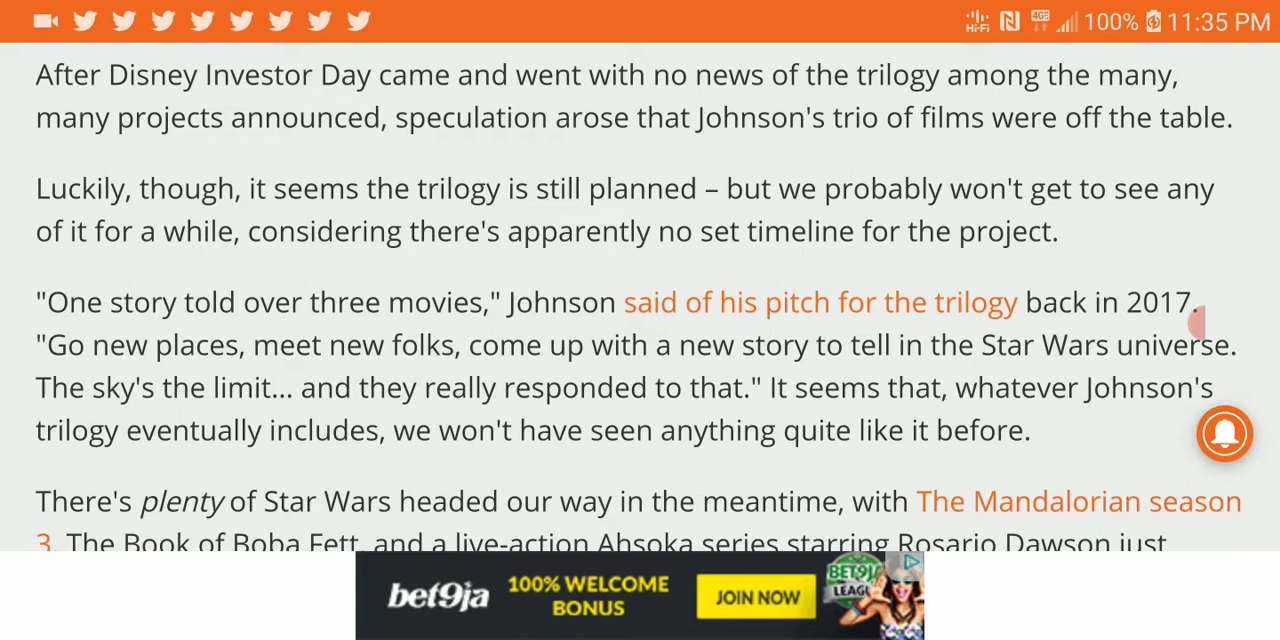 HiFi 4GB 100% 11:35 PM
After Disney Investor Day came and went with no news of the trilogy among the many,
many projects announced, speculation arose that Johnson's trio of films were off the table.
Luckily, though, it seems the trilogy is still planned – but we probably won't get to see any
of it for a while, considering there's apparently no set timeline for the project.
"One story told over three movies," Johnson said of his pitch for the trilogy back in 2017.
"Go new places, meet new folks, come up with a new story to tell in the Star Wars universe.
The sky's the limit... and they really responded to that." It seems that, whatever Johnson's
trilogy eventually includes, we won't have seen anything quite like it before.
There's plenty of Star Wars headed our way in the meantime, with The Mandalorian season
3, The Book of Boba Fett, and a live-action Ahsoka series starring Rosario Dawson just
bet9ja
100% WELCOME
BONUS
JOIN NOW
BET9JA
LEAGU